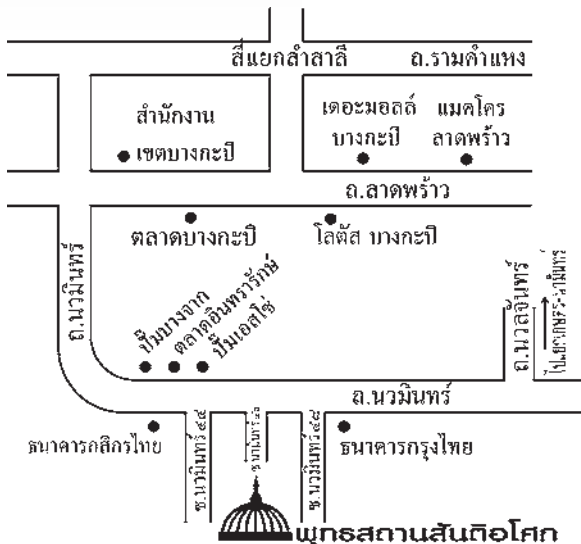 สี่แยกลำสาลี
ถ.รามคำแหง
สำนักงาน
เขตบางกะปิ
เดอะมอลล์
บางกะปิ
แมคโคร
ลาดพร้าว
ถ.ลาดพร้าว
ตลาดบางกะปิ
โลตัส บางกะปิ
ถ.นวมินทร์
ปั๊มบางจาก
ตลาดอินทรารักษ์
ปั๊มเอสโซ่
ถ.นวลจันทร์
ไปแยกเกษตร-นวมินทร์
ถ.นวมินทร์
ธนาคารกสิกรไทย
ซ.นวมินทร์ ๔๔
ซ.นวมินทร์ ๔๘
ธนาคารกรุงไทย
พุทธสถานสันติอโศก